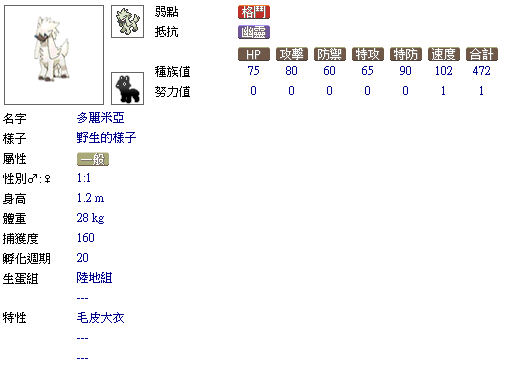 弱點 格鬥
抵抗 幽靈
HP 攻擊 防禦 特攻 特防 速度 合計
種族值 75 80 60 65 90 102 472
努力值 0 0 0 0 0 1 1
名字 多麗米亞
樣子 野生的樣子
屬性 一般
性別♂:♀ 1:1
身高 1.2 m
體重 28 kg
捕獲度 160
孵化週期 20
生蛋組 陸地組
---
特性 毛皮大衣
---
---